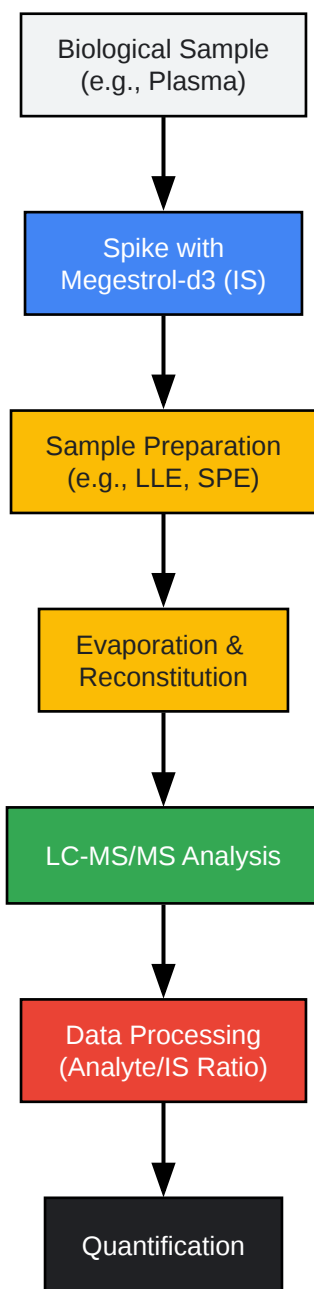 Biological Sample
(e.g., Plasma)
Spike with
Megestrol-d3 (IS)
Sample Preparation
(e.g., LLE, SPE)
Evaporation &
Reconstitution
LC-MS/MS Analysis
Data Processing
(Analyte/IS Ratio)
Quantification